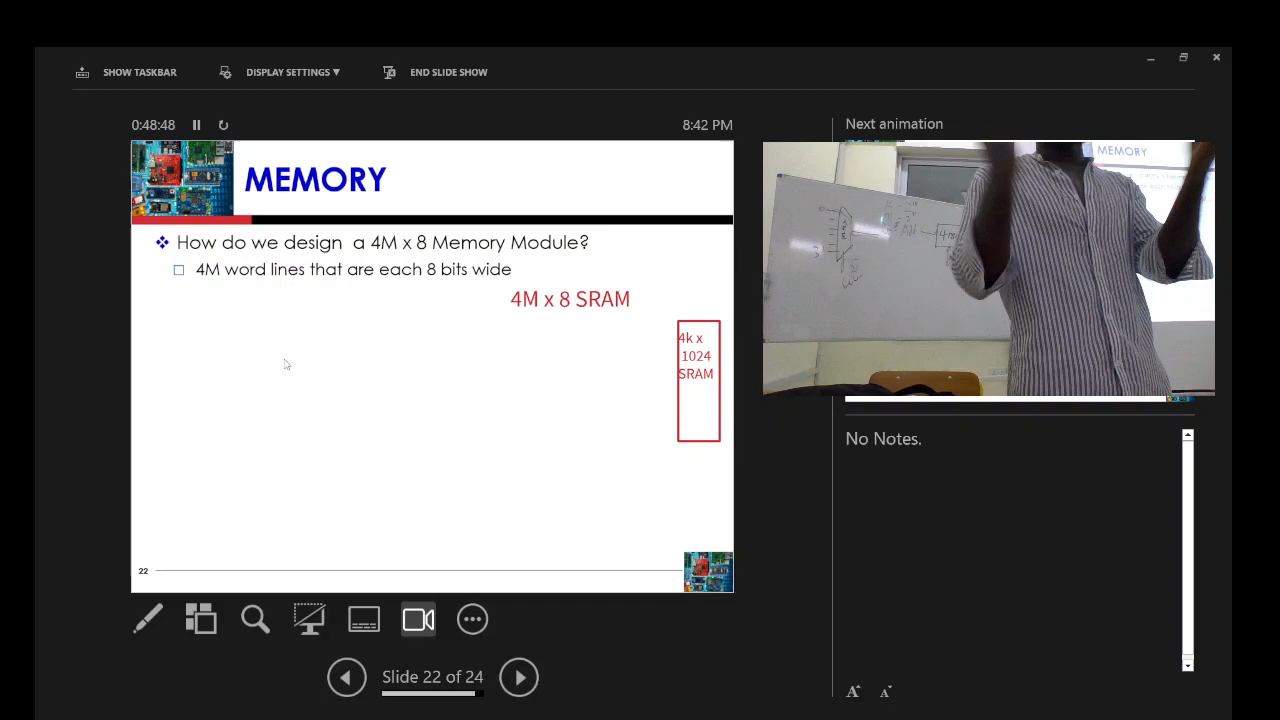 SHOW TASKBAR
DISPLAY SETTINGS ▼
END SLIDE SHOW
0:48:48
8:42 PM
Next animation
MEMORY
MEMORY
❖ How do we design a 4M x 8 Memory Module?
□ 4M word lines that are each 8 bits wide
4M x 8 SRAM
4k x
1024
SRAM
No Notes.
22
Slide 22 of 24
A A